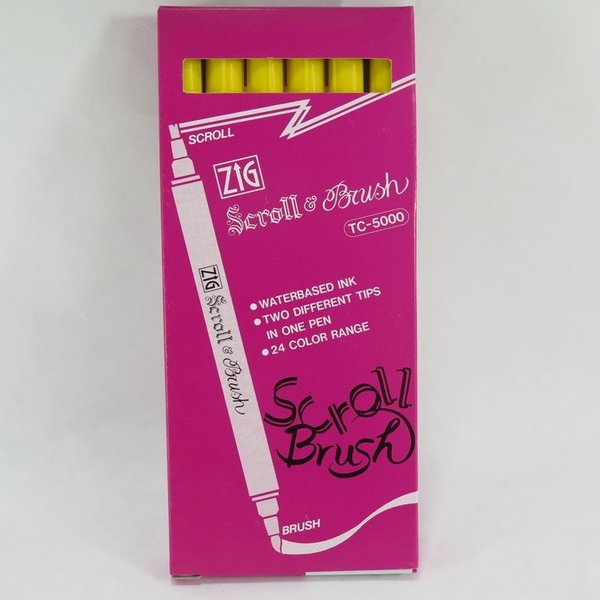 SCROLL
ZIG
Scroll & Brush
TC-5000
ZIG Scroll & Brush
• WATERBASED INK
• TWO DIFFERENT TIPS
IN ONE PEN
• 24 COLOR RANGE
Scroll
Brush
BRUSH